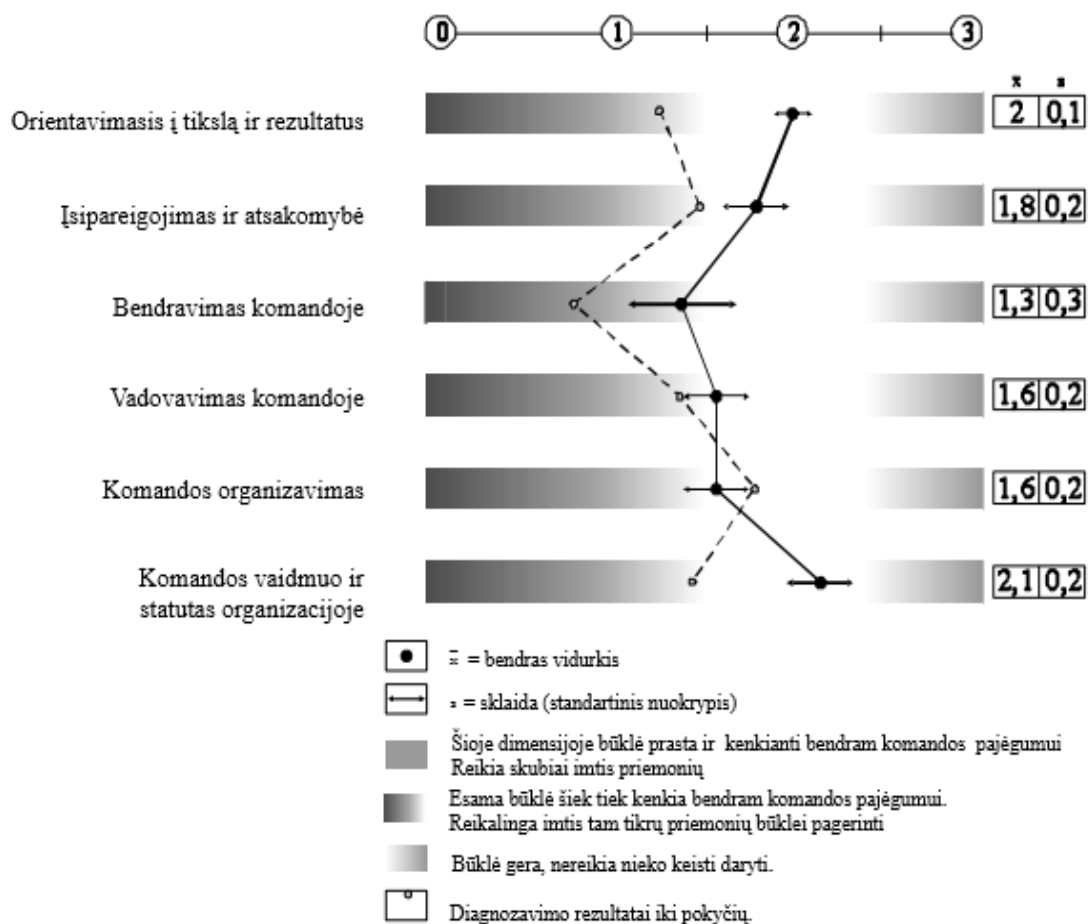 0 1 2 3
x̄ s
Orientavimasis į tikslą ir rezultatus 2 0,1
Įsipareigojimas ir atsakomybė 1,8 0,2
Bendravimas komandoje 1,3 0,3
Vadovavimas komandoje 1,6 0,2
Komandos organizavimas 1,6 0,2
Komandos vaidmuo ir
statutas organizacijoje 2,1 0,2
x̄ = bendras vidurkis
s = sklaida (standartinis nuokrypis)
Šioje dimensijoje būklė prasta ir kenkianti bendram komandos pajėgumui
Reikia skubiai imtis priemonių
Esama būklė šiek tiek kenkia bendram komandos pajėgumui.
Reikalinga imtis tam tikrų priemonių būklei pagerinti
Būklė gera, nereikia nieko keisti daryti.
Diagnozavimo rezultatai iki pokyčių.